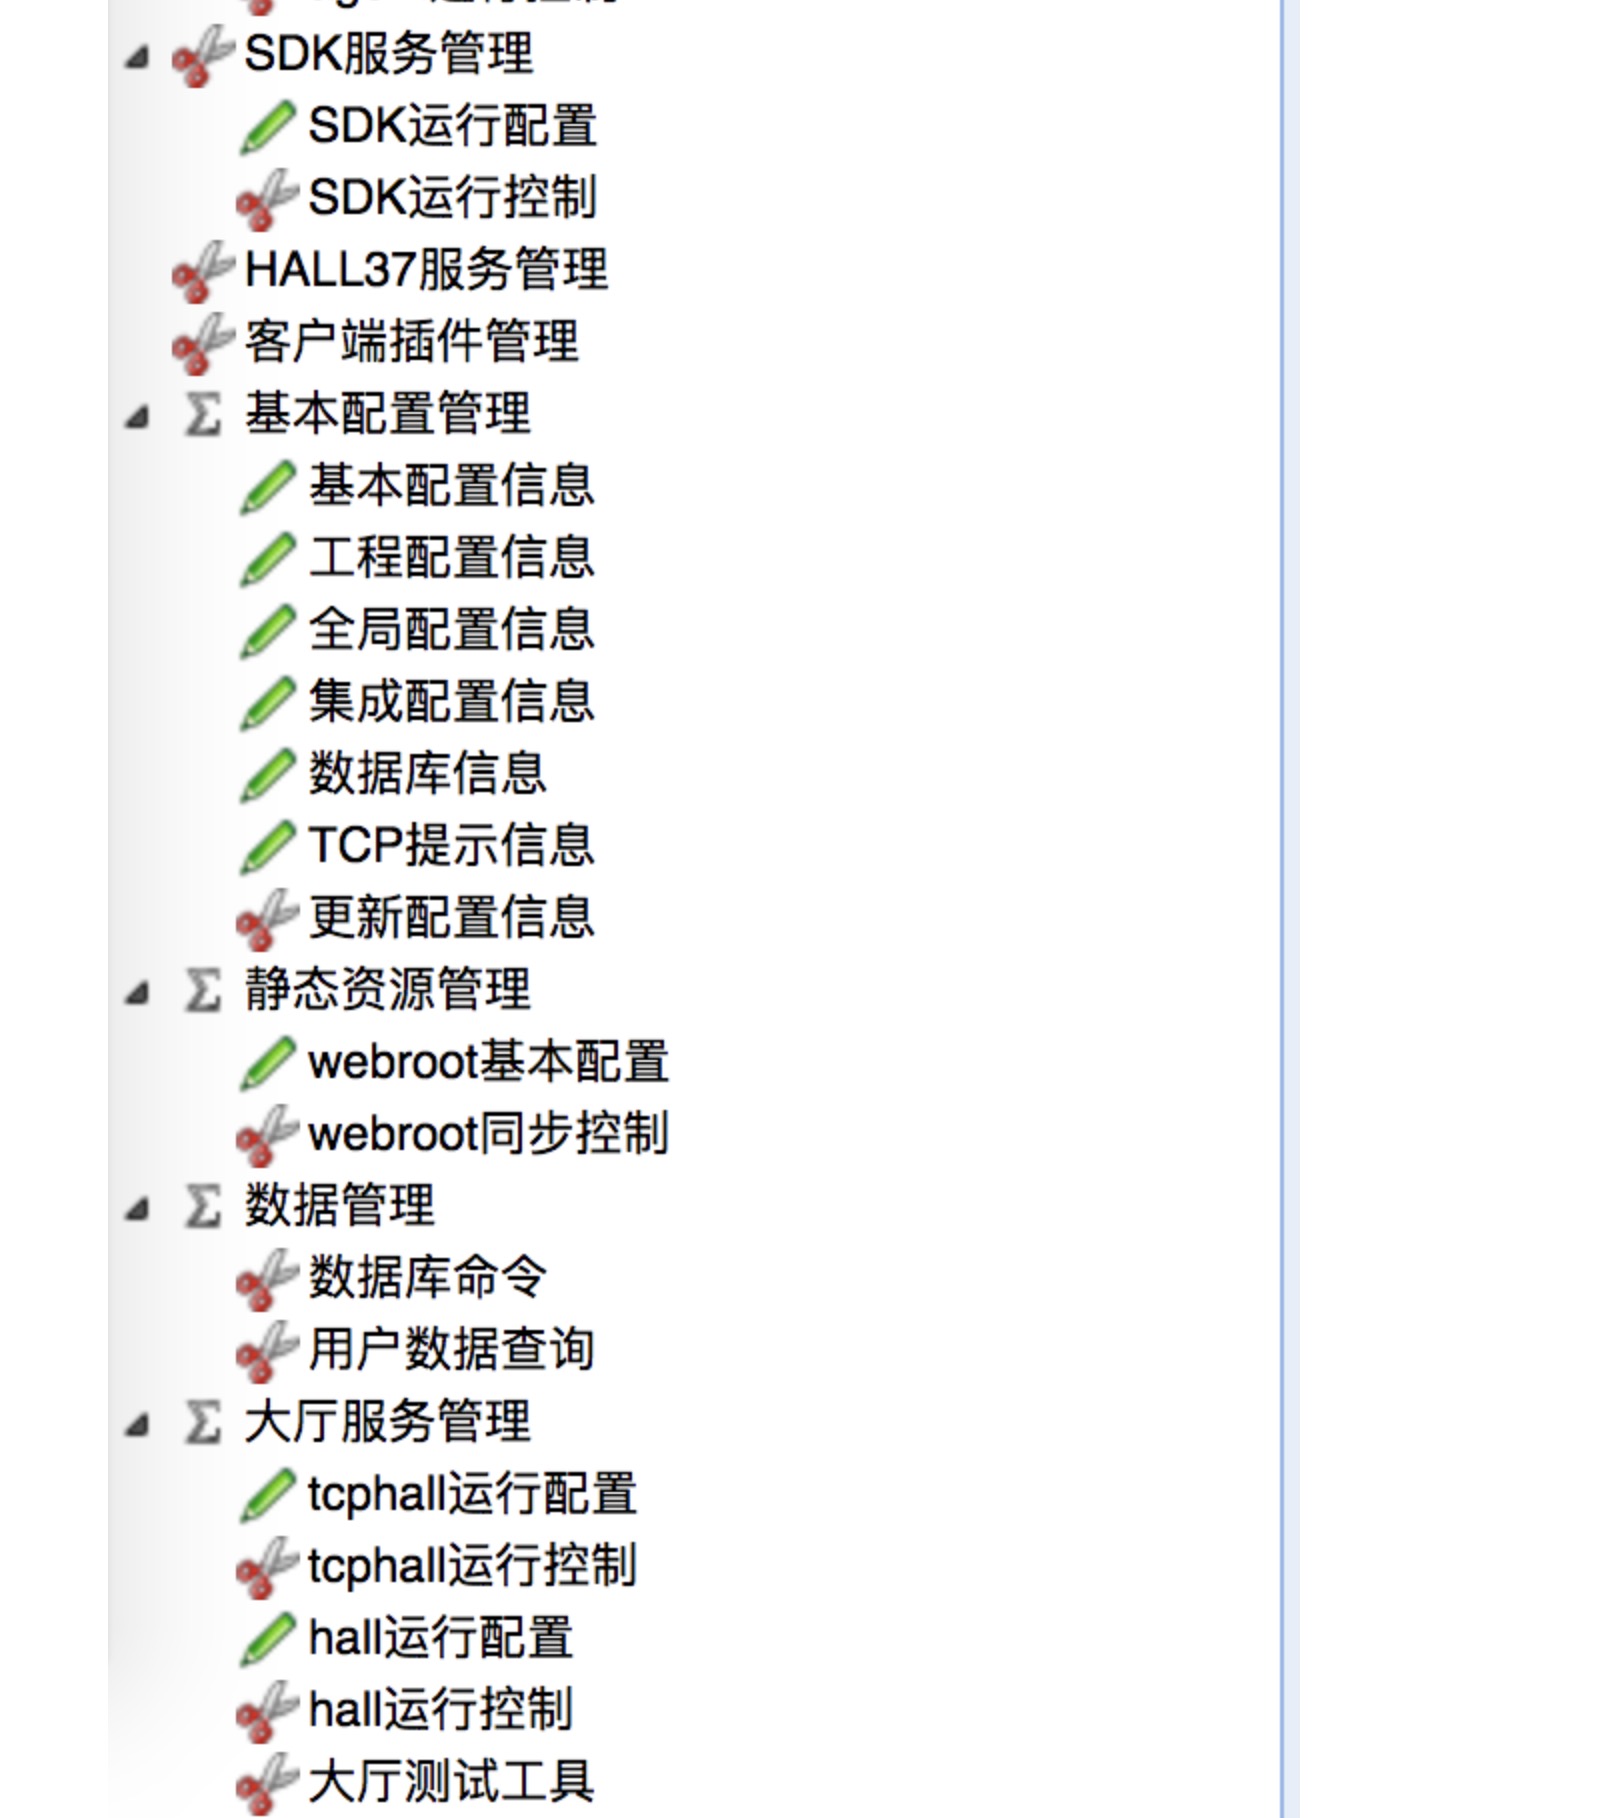 SDK服务管理
SDK运行配置
SDK运行控制
HALL37服务管理
客户端插件管理
基本配置管理
基本配置信息
工程配置信息
全局配置信息
集成配置信息
数据库信息
TCP提示信息
更新配置信息
静态资源管理
webroot基本配置
webroot同步控制
数据管理
数据库命令
用户数据查询
大厅服务管理
tcphall运行配置
tcphall运行控制
hall运行配置
hall运行控制
大厅测试工具